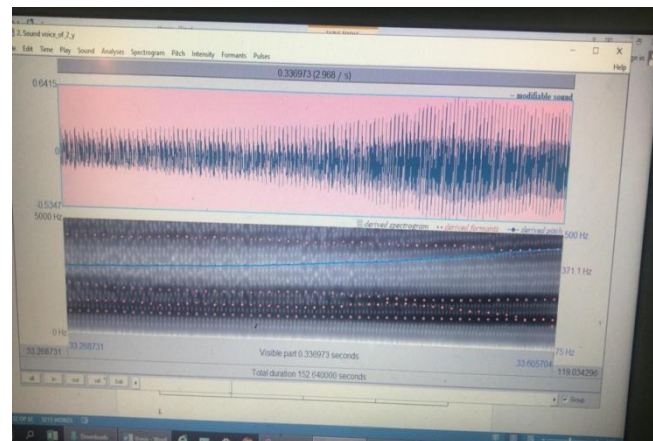 2. Sound voice_of_7_y
Edit Time Play Sound Analyses Spectrogram Pitch Intensity Formants Pulses
Help
0.336973 (2.968 / s)
0.6415
modifiable sound
0
-0.5347
5000 Hz
derived spectrogram derived formants derived pitch
500 Hz
371.1 Hz
0 Hz
75 Hz
33.268731
33.268731
Visible part 0.336973 seconds
33.605704
119.034296
Total duration 152.640000 seconds
all
in
out
sel
Group
Downloads